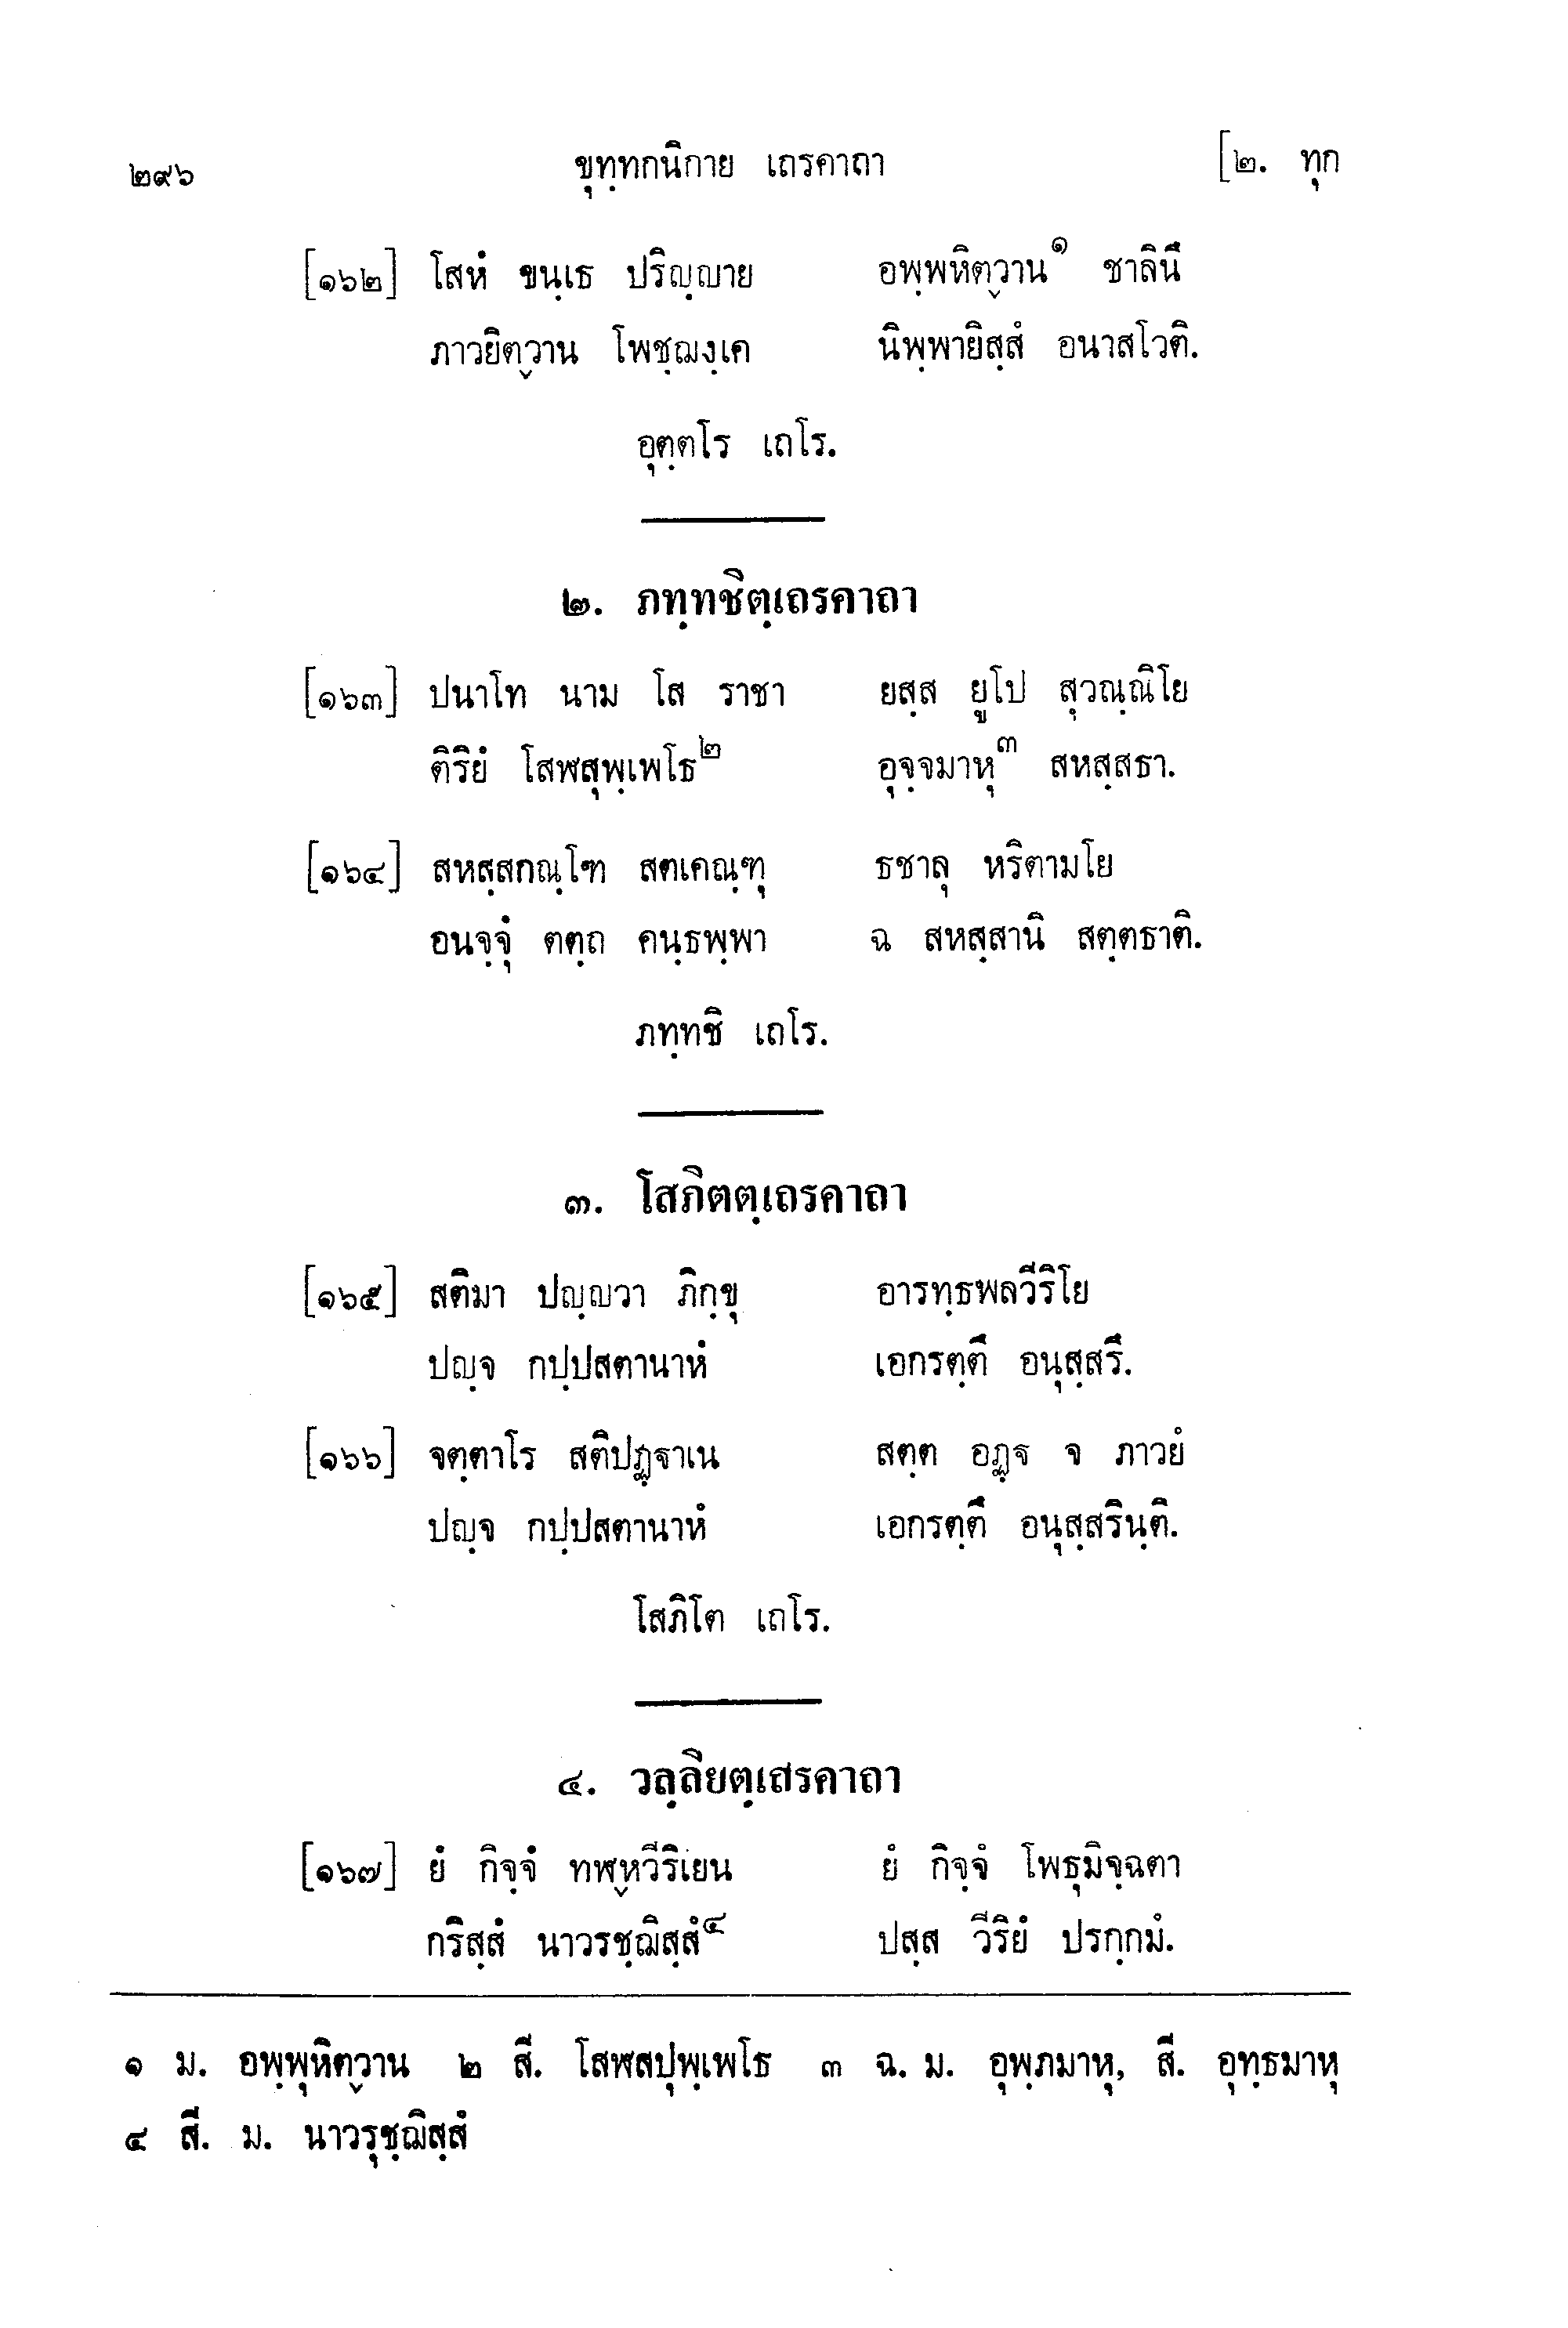 ๒๙๖ ขุทฺทกนิกาย เถรคาถา [๒. ทุก
[๑๖๒] โสหํ ขนฺเธ ปริญฺญาย อพฺพหิตฺวาน๑ ชาลินึ
ภาวยิตฺวาน โพชฺฌงฺเค นิพฺพายิสฺสํ อนาสโวติ.
อุตฺตโร เถโร.
๒. ภทฺทชิตฺเถรคาถา
[๑๖๓] ปนาโท นาม โส ราชา ยสฺส ยูโป สุวณฺณิโย
ติริยํ โสฬสุพฺเพโธ๒ อุจฺจมาหุ๓ สหสฺสธา.
[๑๖๔] สหสฺสกณฺโฑ สตเคณฺฑุ ธชาลุ หริตามโย
อนจฺจุํ ตตฺถ คนฺธพฺพา ฉ สหสฺสานิ สตฺตธาติ.
ภทฺทชิ เถโร.
๓. โสภิตตฺเถรคาถา
[๑๖๕] สติมา ปญฺญวา ภิกฺขุ อารทฺธพลวีริโย
ปญฺจ กปฺปสตานาหํ เอกรตฺตึ อนุสฺสรึ.
[๑๖๖] จตฺตาโร สติปฏฺฐาเน สตฺต อฏฺฐ จ ภาวยํ
ปญฺจ กปฺปสตานาหํ เอกรตฺตึ อนุสฺสรินฺติ.
โสภิโต เถโร.
๔. วลฺลิยตฺเสรคาถา
[๑๖๗] ยํ กิจฺจํ ทฬฺหวีริเยน ยํ กิจฺจํ โพธุมิจฺฉตา
กริสฺสํ นาวรชฺฌิสฺสํ๔ ปสฺส วีริยํ ปรกฺกมํ.
๑ ม. อพฺพุหิตฺวาน ๒ สี. โสฬสปุพฺเพโธ ๓ ฉ. ม. อุพฺภมาหุ, สี. อุทฺธมาหุ
๔ สี. ม. นาวรุชฺฌิสฺสํ